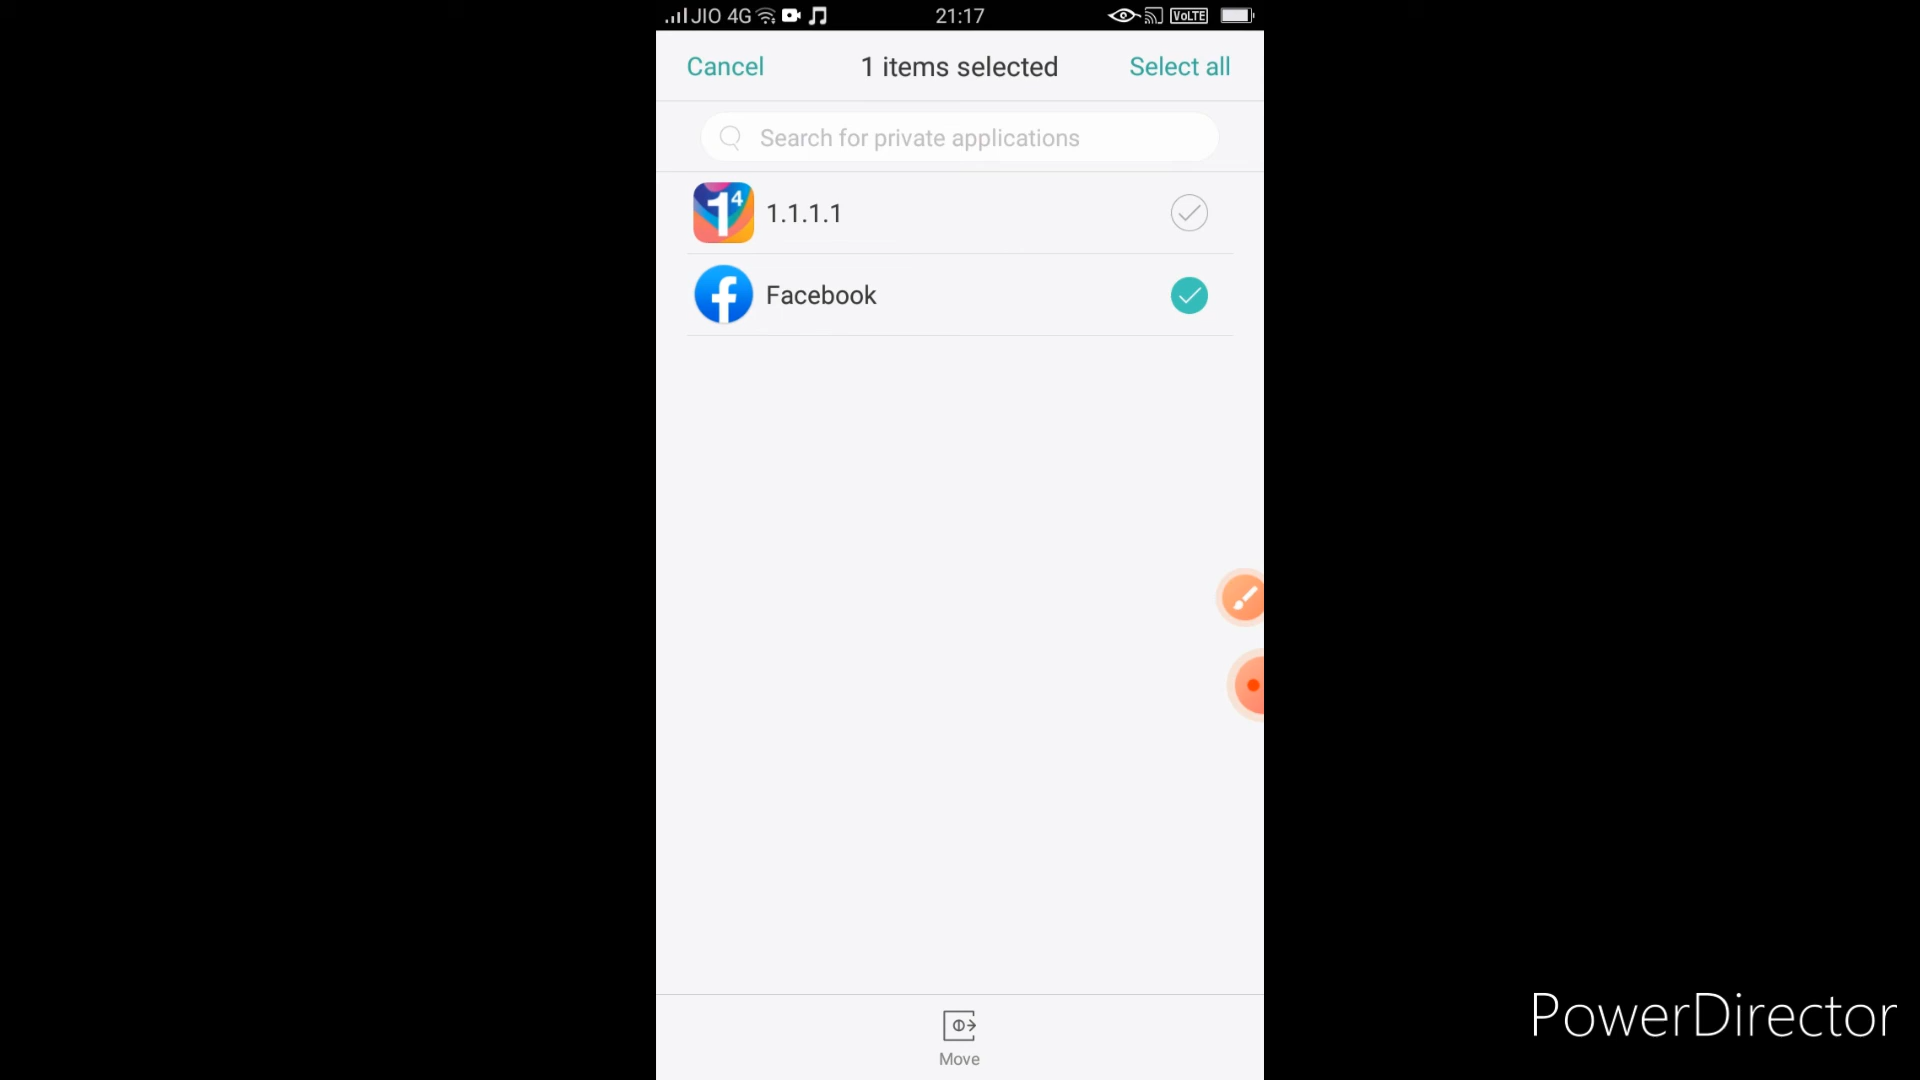 JIO 4G 21:17 VoLTE
Cancel 1 items selected Select all
Search for private applications
1.1.1.1
Facebook
Move
PowerDirector